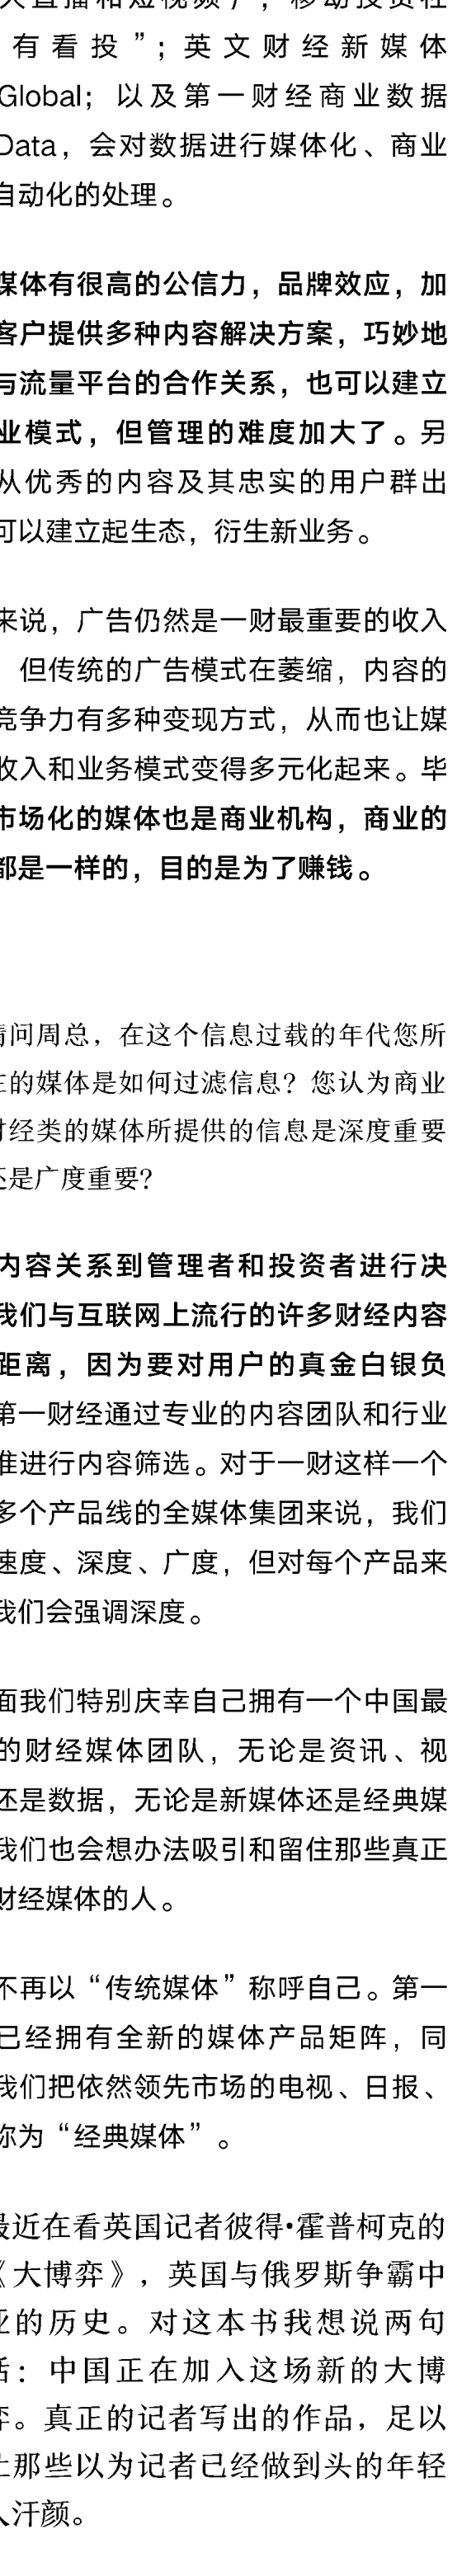 大直播和短视频），移动投资社
有看投”；英文财经新媒体
Global；以及第一财经商业数据
Data，会对数据进行媒体化、商业
自动化的处理。
媒体有很高的公信力，品牌效应，加
客户提供多种内容解决方案，巧妙地
与流量平台的合作关系，也可以建立
业模式，但管理的难度加大了。另
从优秀的内容及其忠实的用户群出
可以建立起生态，衍生新业务。
来说，广告仍然是一财最重要的收入
，但传统的广告模式在萎缩，内容的
竞争力有多种变现方式，从而也让媒
收入和业务模式变得多元化起来。毕
市场化的媒体也是商业机构，商业的
都是一样的，目的是为了赚钱。
请问周总，在这个信息过载的年代您所
在的媒体是如何过滤信息？您认为商业
财经类的媒体所提供的信息是深度重要
还是广度重要？
内容关系到管理者和投资者进行决
我们与互联网上流行的许多财经内容
距离，因为要对用户的真金白银负
第一财经通过专业的内容团队和行业
准进行内容筛选。对于一财这样一个
多个产品线的全媒体集团来说，我们
速度、深度、广度，但对每个产品来
我们会强调深度。
面我们特别庆幸自己拥有一个中国最
的财经媒体团队，无论是资讯、视
还是数据，无论是新媒体还是经典媒
我们也会想办法吸引和留住那些真正
财经媒体的人。
不再以“传统媒体”称呼自己。第一
已经拥有全新的媒体产品矩阵，同
我们把依然领先市场的电视、日报、
称为“经典媒体”。
最近在看英国记者彼得•霍普柯克的
《大博弈》，英国与俄罗斯争霸中
亚的历史。对这本书我想说两句
话：中国正在加入这场新的大博
弈。真正的记者写出的作品，足以
让那些以为记者已经做到头的年轻
人汗颜。